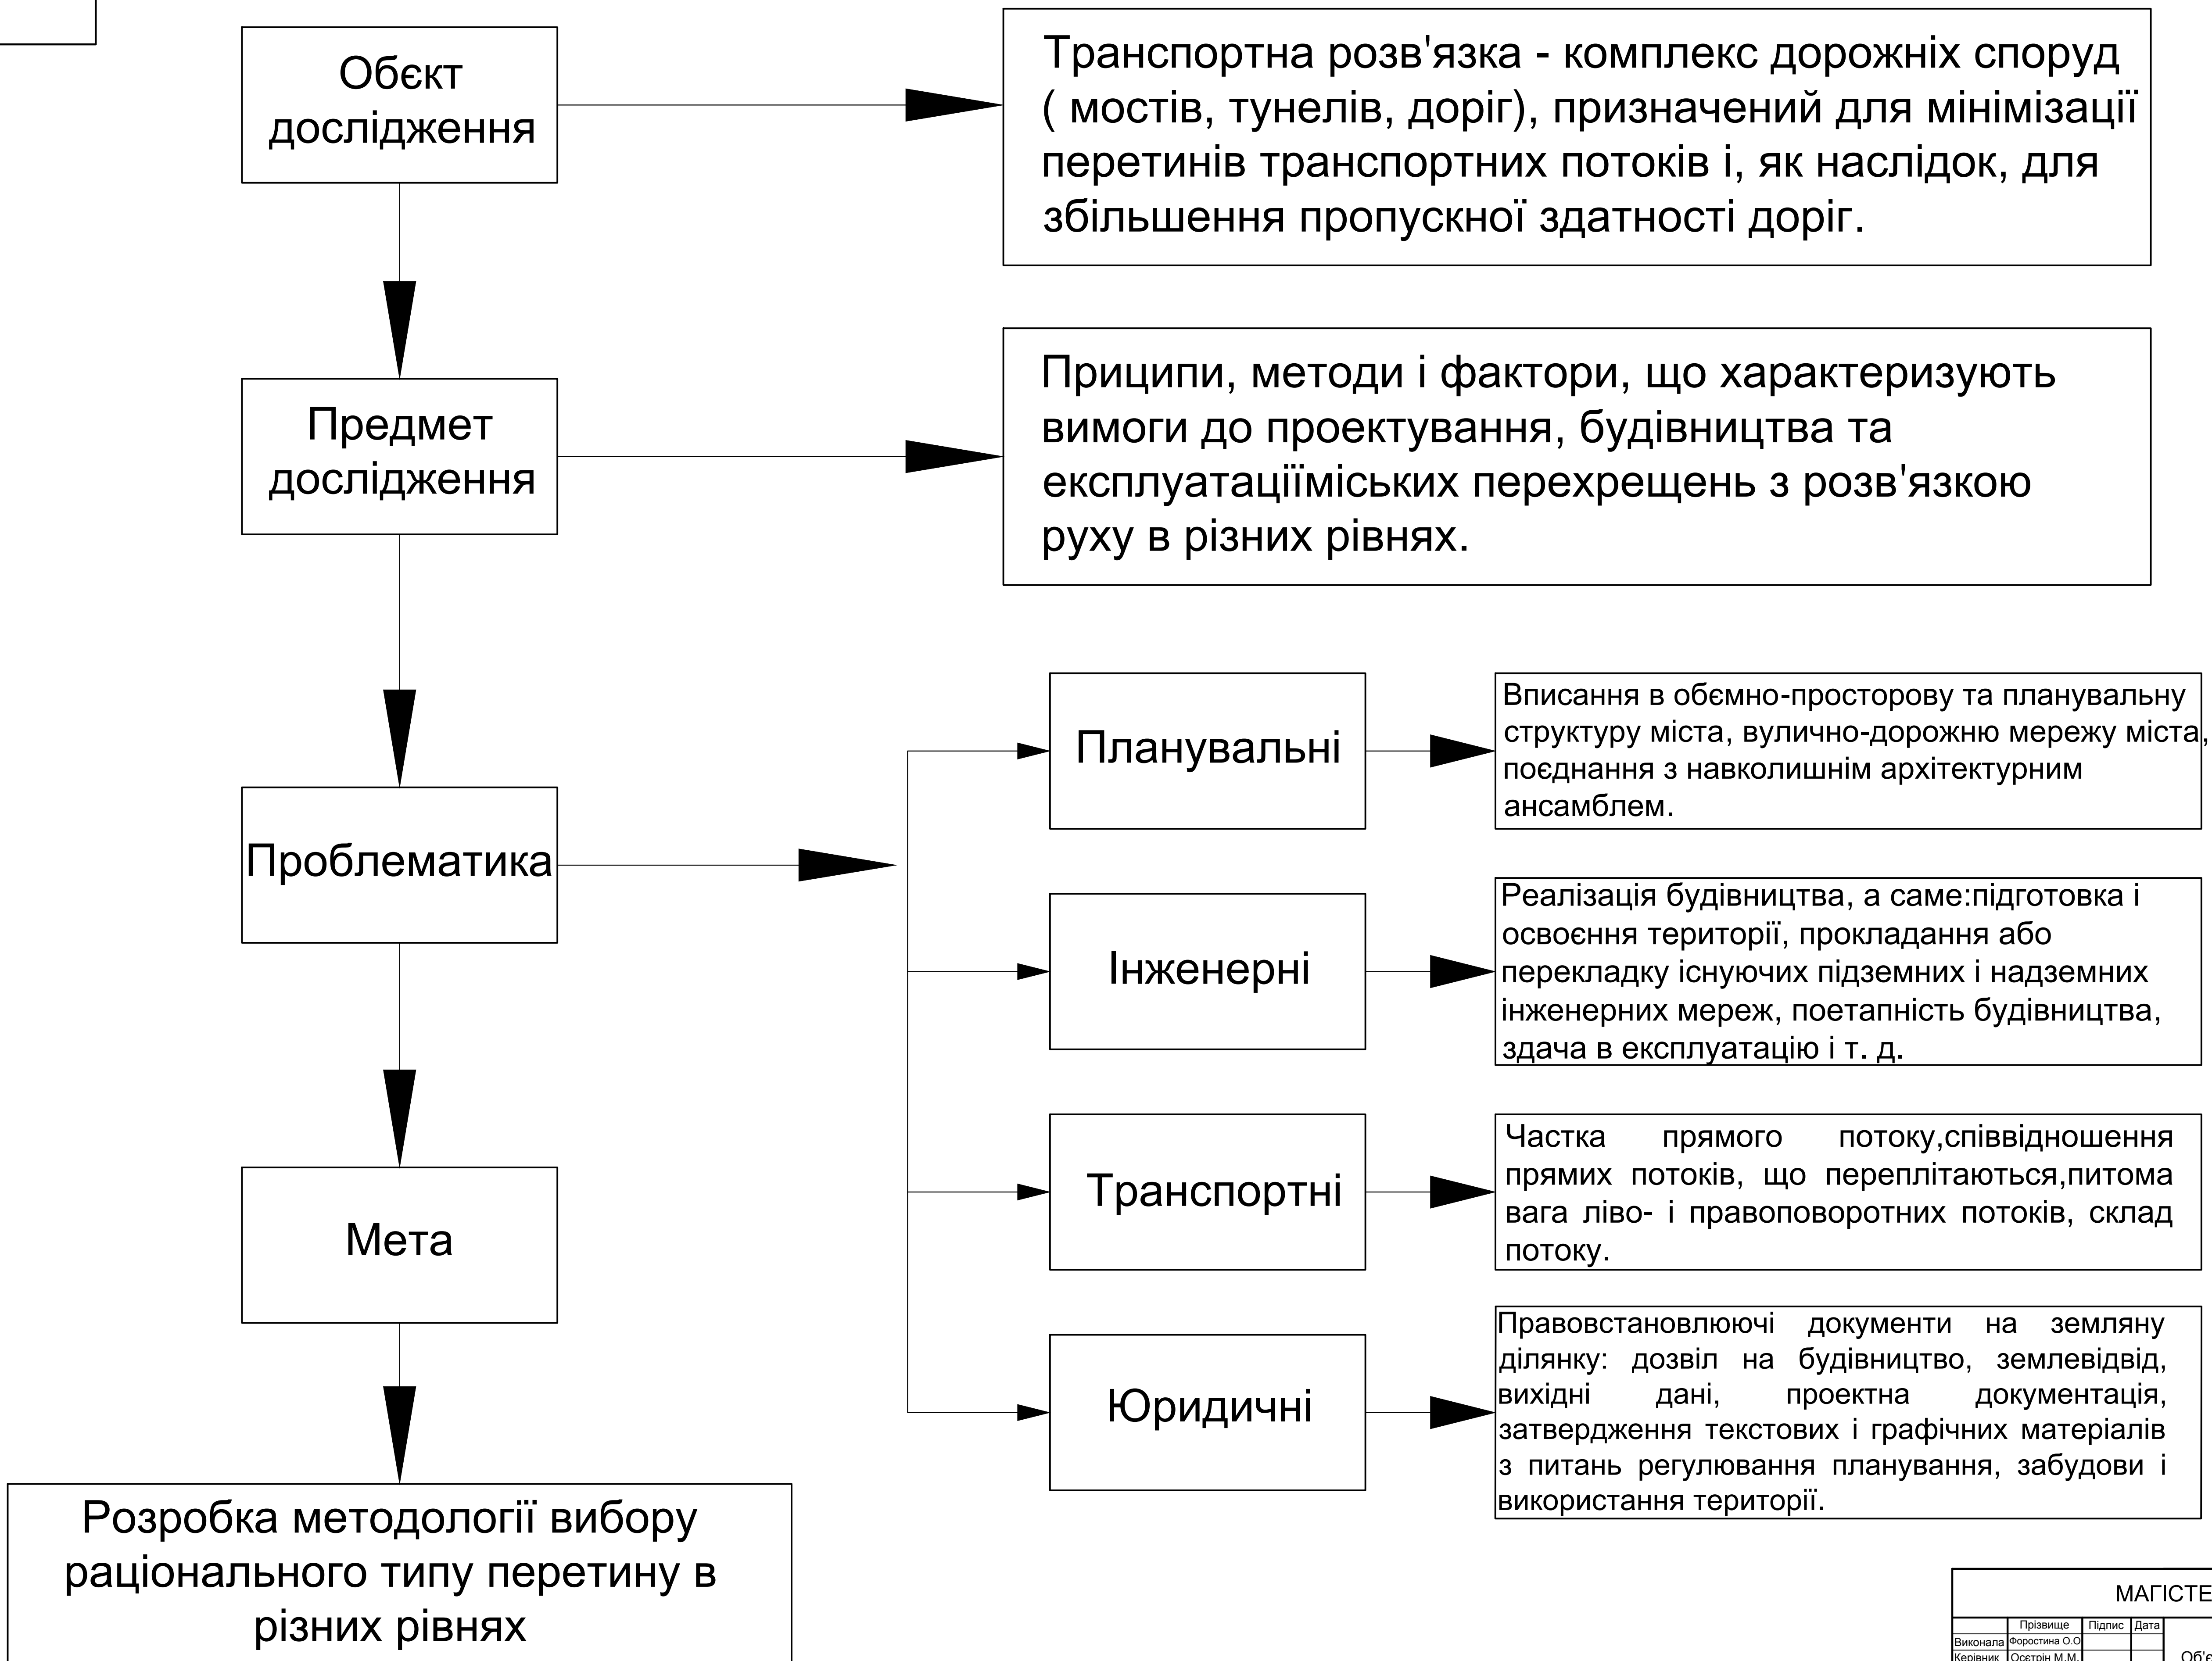 Обєкт
дослідження
Транспортна розв'язка - комплекс дорожніх споруд
( мостів, тунелів, доріг), призначений для мінімізації
перетинів транспортних потоків і, як наслідок, для
збільшення пропускної здатності доріг.
Предмет
дослідження
Приципи, методи і фактори, що характеризують
вимоги до проектування, будівництва та
експлуатаціїміських перехрещень з розв'язкою
руху в різних рівнях.
Проблематика
Планувальні
Вписання в обємно-просторову та планувальну
структуру міста, вулично-дорожню мережу міста,
поєднання з навколишнім архітектурним
ансамблем.
Інженерні
Реалізація будівництва, а саме:підготовка і
освоєння території, прокладання або
перекладку існуючих підземних і надземних
інженерних мереж, поетапність будівництва,
здача в експлуатацію і т. д.
Транспортні
Частка прямого потоку,співвідношення
прямих потоків, що переплітаються,питома
вага ліво- і правоповоротних потоків, склад
потоку.
Юридичні
Правовстановлюючі документи на земляну
ділянку: дозвіл на будівництво, землевідвід,
вихідні дані, проектна документація,
затвердження текстових і графічних матеріалів
з питань регулювання планування, забудови і
використання території.
Мета
Розробка методології вибору
раціонального типу перетину в
різних рівнях
МАГІСТЕ
Прізвище Підпис Дата
Виконала Форостина О.О
Керівник Осєтрін М.М.
Об'є